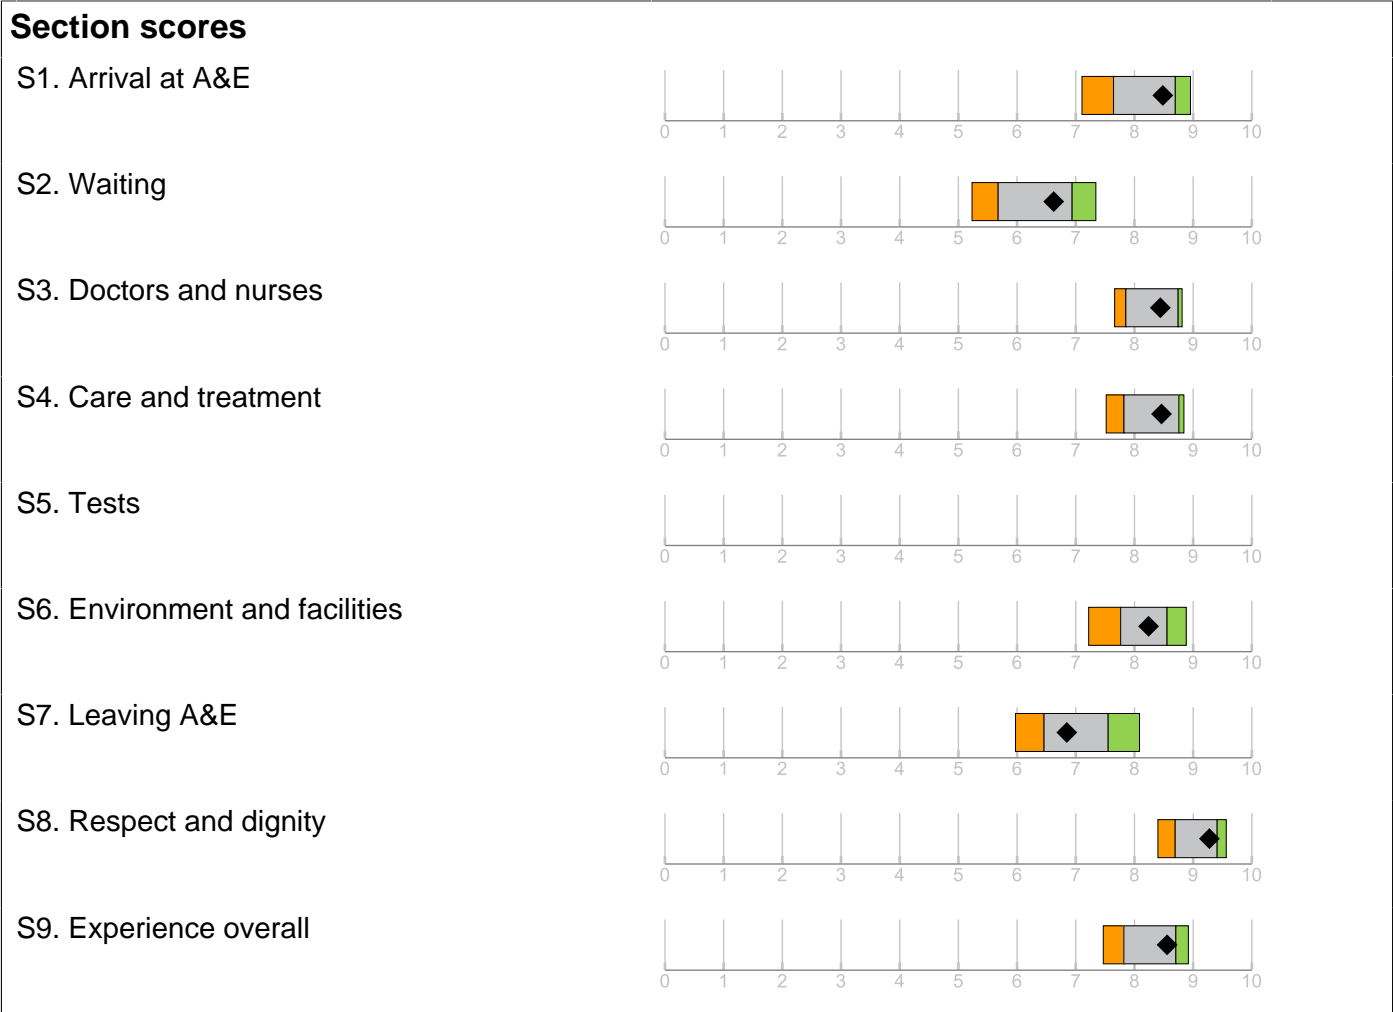 Section scores
S1. Arrival at A&E
0 1 2 3 4 5 6 7 8 9 10
S2. Waiting
0 1 2 3 4 5 6 7 8 9 10
S3. Doctors and nurses
0 1 2 3 4 5 6 7 8 9 10
S4. Care and treatment
0 1 2 3 4 5 6 7 8 9 10
S5. Tests
0 1 2 3 4 5 6 7 8 9 10
S6. Environment and facilities
0 1 2 3 4 5 6 7 8 9 10
S7. Leaving A&E
0 1 2 3 4 5 6 7 8 9 10
S8. Respect and dignity
0 1 2 3 4 5 6 7 8 9 10
S9. Experience overall
0 1 2 3 4 5 6 7 8 9 10